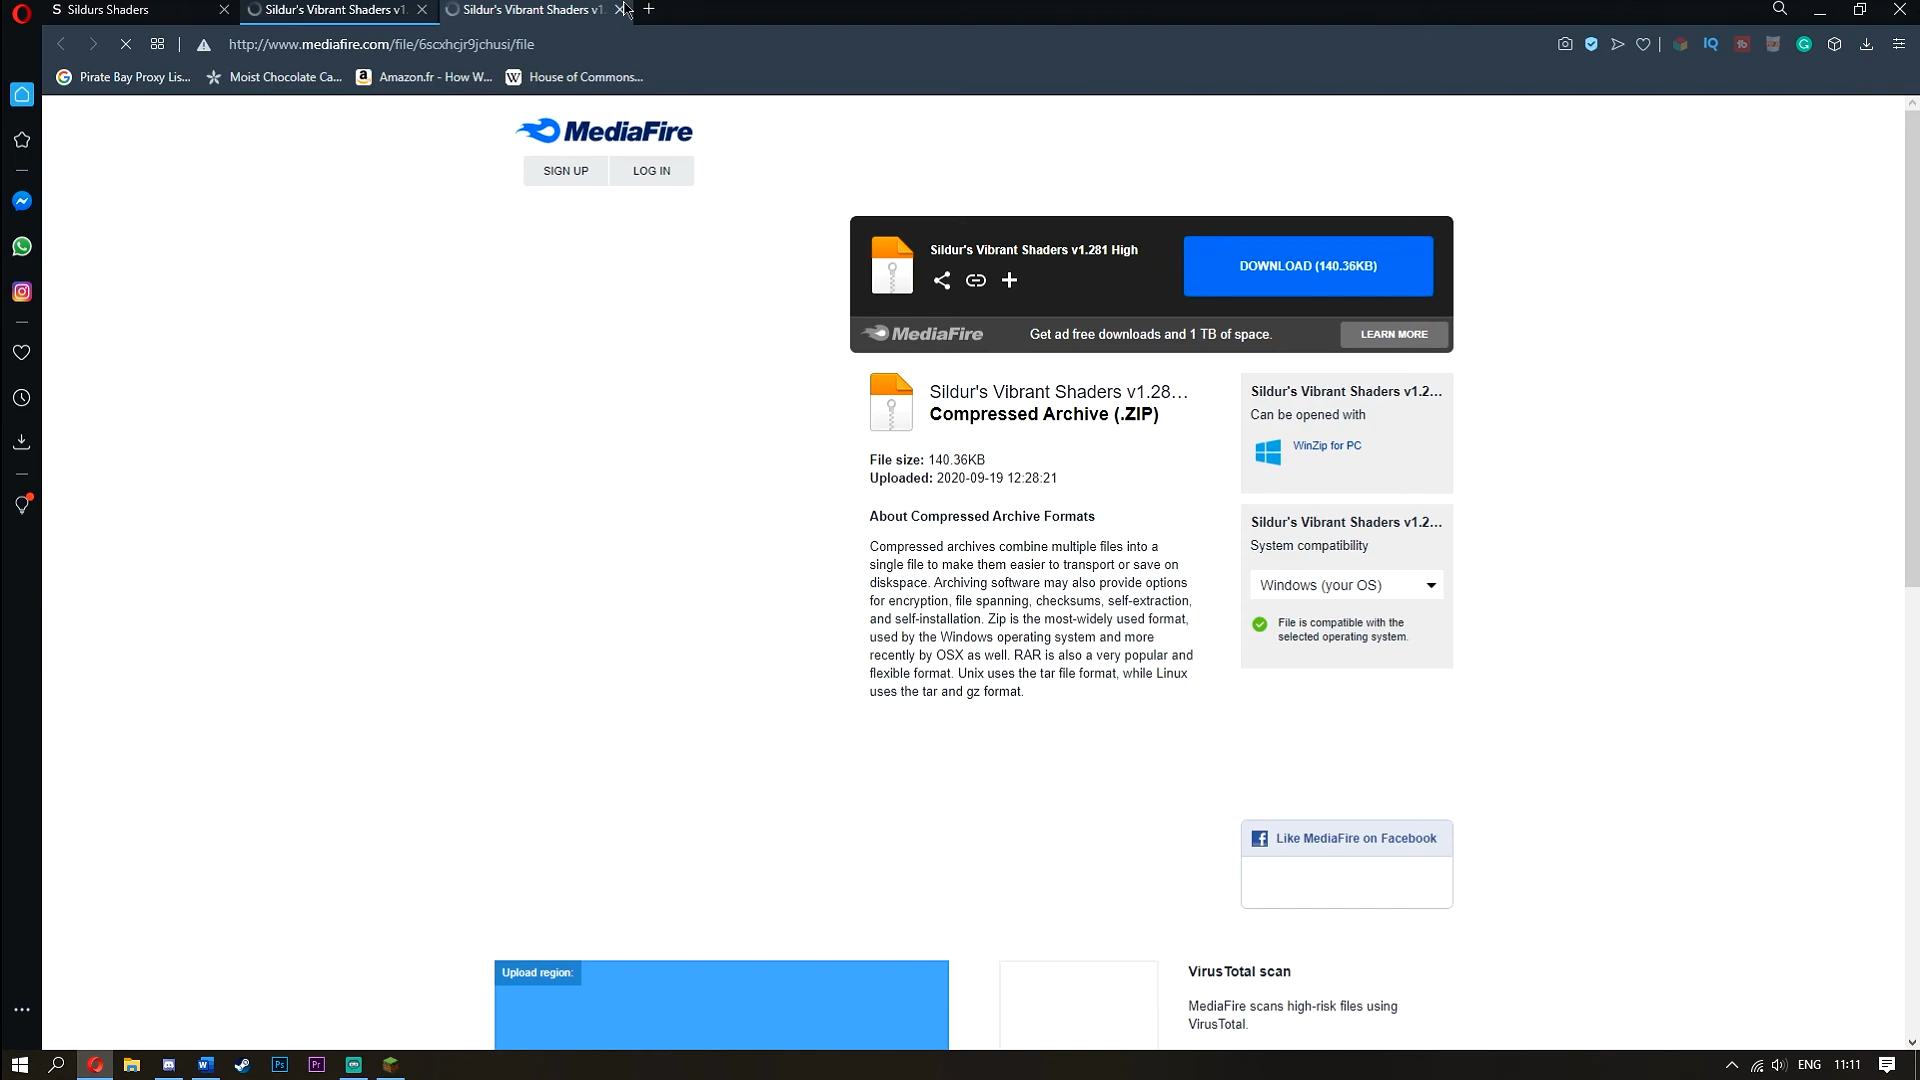 Sildurs Shaders
Sildur's Vibrant Shaders v1.
Sildur's Vibrant Shaders v1.
http://www.mediafire.com/file/6scxhcjr9jchusi/file
Pirate Bay Proxy Lis...
Moist Chocolate Ca...
Amazon.fr - How W...
House of Commons...
MediaFire
SIGN UP
LOG IN
Sildur's Vibrant Shaders v1.281 High
DOWNLOAD (140.36KB)
MediaFire
Get ad free downloads and 1 TB of space.
LEARN MORE
Sildur's Vibrant Shaders v1.28...
Compressed Archive (.ZIP)
File size: 140.36KB
Uploaded: 2020-09-19 12:28:21
About Compressed Archive Formats
Compressed archives combine multiple files into a
single file to make them easier to transport or save on
diskspace. Archiving software may also provide options
for encryption, file spanning, checksums, self-extraction,
and self-installation. Zip is the most-widely used format,
used by the Windows operating system and more
recently by OSX as well. RAR is also a very popular and
flexible format. Unix uses the tar file format, while Linux
uses the tar and gz format.
Sildur's Vibrant Shaders v1.2...
Can be opened with
WinZip for PC
Sildur's Vibrant Shaders v1.2...
System compatibility
Windows (your OS)
File is compatible with the
selected operating system.
Like MediaFire on Facebook
Upload region:
VirusTotal scan
MediaFire scans high-risk files using
VirusTotal.
ENG
11:11